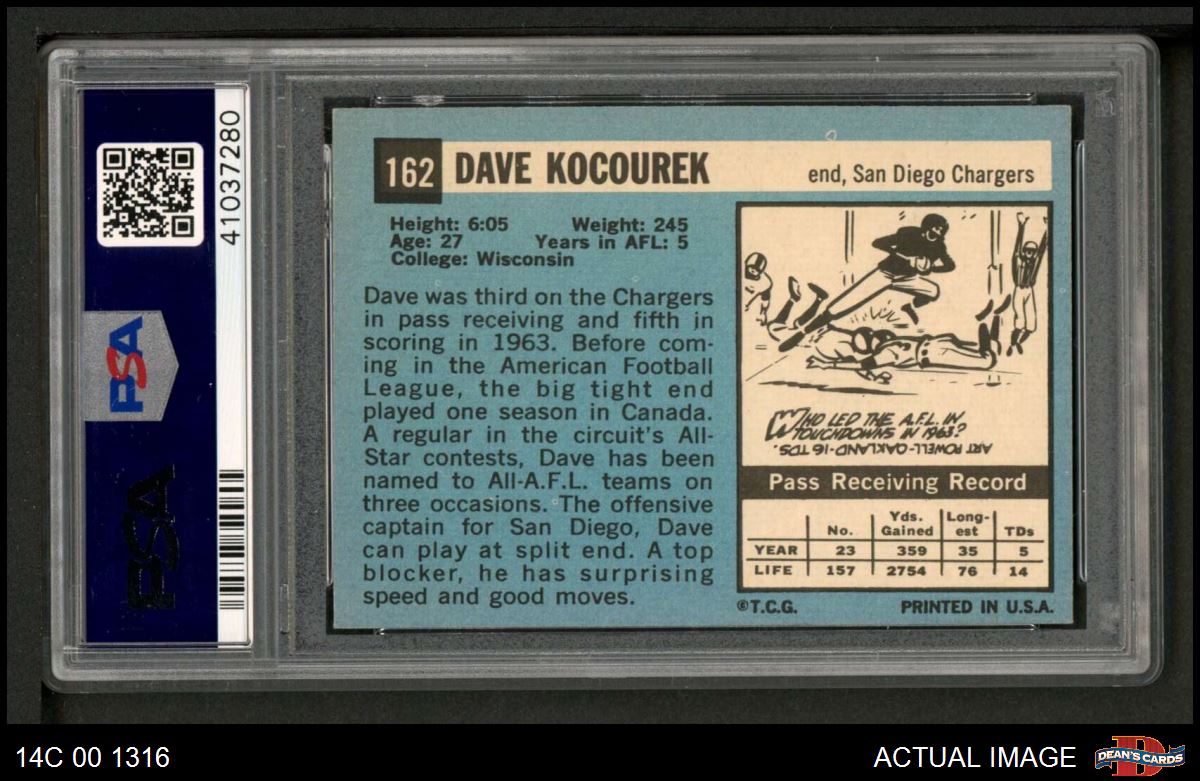 41037280
PSA
PSA
162 DAVE KOCOUREK end, San Diego Chargers
Height: 6:05 Weight: 245
Age: 27 Years in AFL: 5
College: Wisconsin
Dave was third on the Chargers
in pass receiving and fifth in
scoring in 1963. Before com-
ing in the American Football
League, the big tight end
played one season in Canada.
A regular in the circuit's All-
Star contests, Dave has been
named to All-A.F.L. teams on
three occasions. The offensive
captain for San Diego, Dave
can play at split end. A top
blocker, he has surprising
speed and good moves.
WHO LED THE A.F.L. IN
TOUCHDOWNS IN 1963?
ART POWELL-OAKLAND-16 TDS.
Pass Receiving Record
No. Yds. Gained Long-est TDs
YEAR 23 359 35 5
LIFE 157 2754 76 14
©T.C.G. PRINTED IN U.S.A.
14C 00 1316 ACTUAL IMAGE DEAN'S CARDS